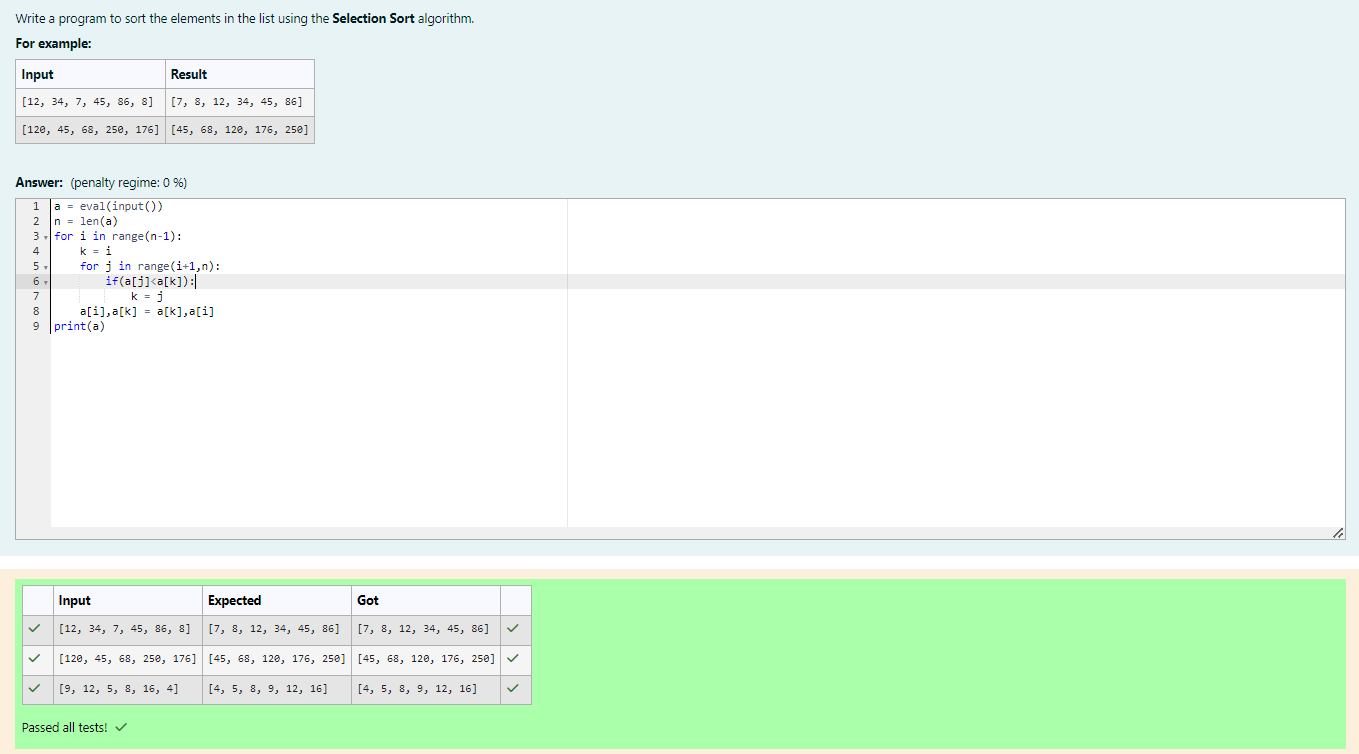 Write a program to sort the elements in the list using the Selection Sort algorithm.
For example:
Input Result
[12, 34, 7, 45, 86, 8] [7, 8, 12, 34, 45, 86]
[120, 45, 68, 250, 176] [45, 68, 120, 176, 250]
Answer: (penalty regime: 0 %)
1 a = eval(input())
2 n = len(a)
3 for i in range(n-1):
4     k = i
5     for j in range(i+1,n):
6         if(a[j]<a[k]):
7             k = j
8     a[i],a[k] = a[k],a[i]
9 print(a)
Input Expected Got
[12, 34, 7, 45, 86, 8] [7, 8, 12, 34, 45, 86] [7, 8, 12, 34, 45, 86]
[120, 45, 68, 250, 176] [45, 68, 120, 176, 250] [45, 68, 120, 176, 250]
[9, 12, 5, 8, 16, 4] [4, 5, 8, 9, 12, 16] [4, 5, 8, 9, 12, 16]
Passed all tests!